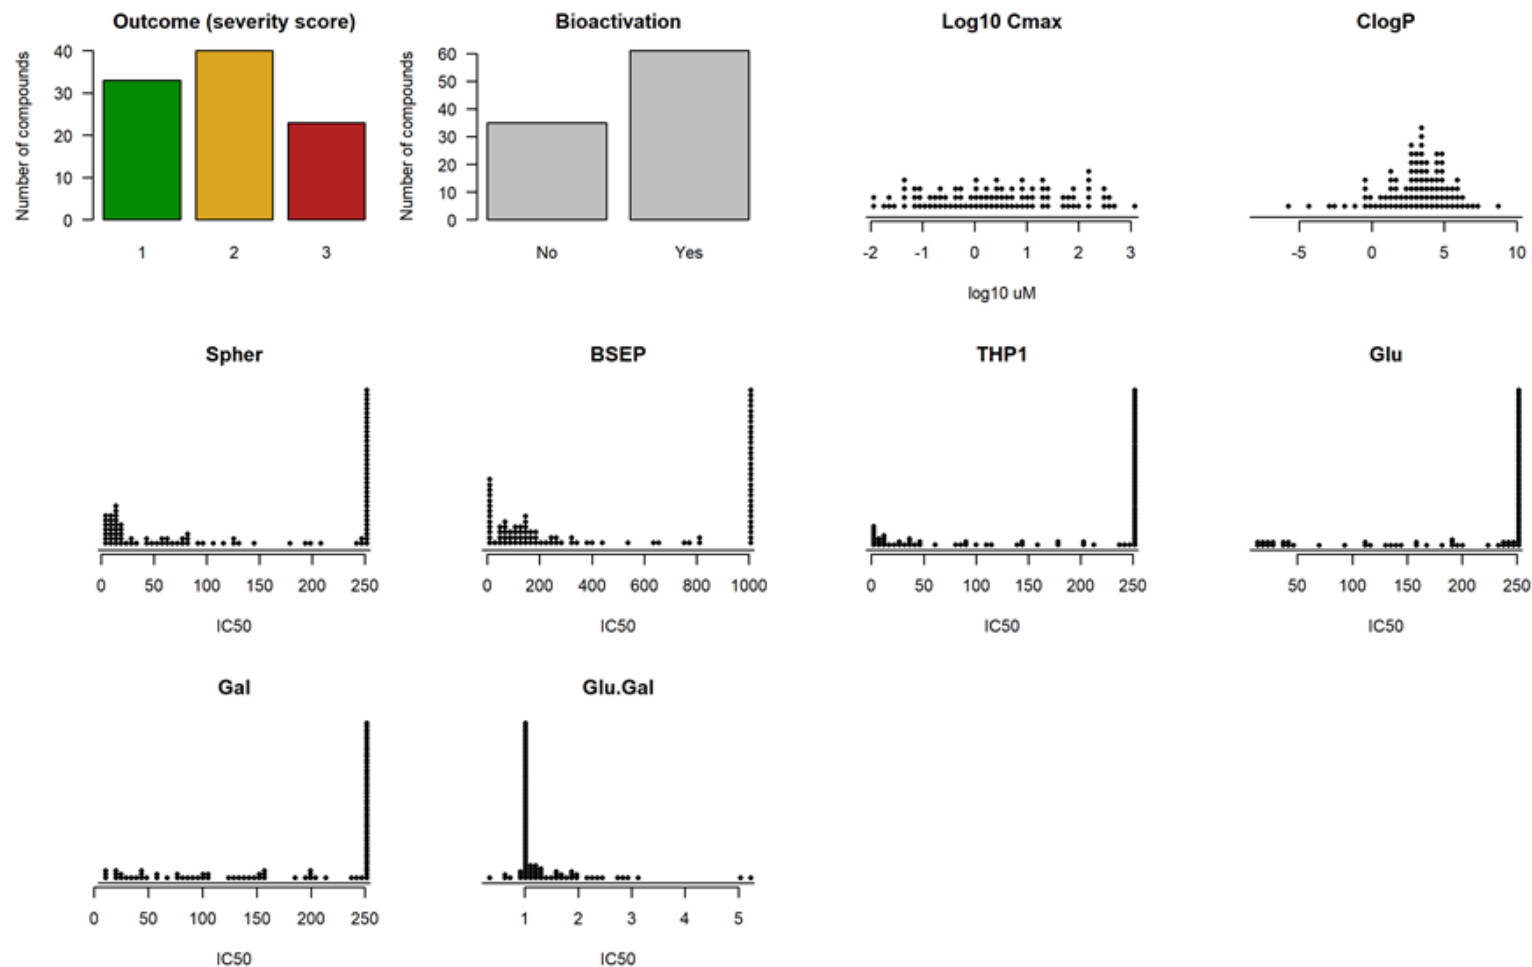 Outcome (severity score)
Number of compounds
40
30
20
10
0
1 2 3
Bioactivation
Number of compounds
60
50
40
30
20
10
0
No Yes
Log10 Cmax
-2 -1 0 1 2 3
log10 uM
ClogP
-5 0 5 10
Spher
0 50 100 150 200 250
IC50
BSEP
0 200 400 600 800 1000
IC50
THP1
0 50 100 150 200 250
IC50
Glu
50 100 150 200 250
IC50
Gal
0 50 100 150 200 250
IC50
Glu.Gal
1 2 3 4 5
IC50